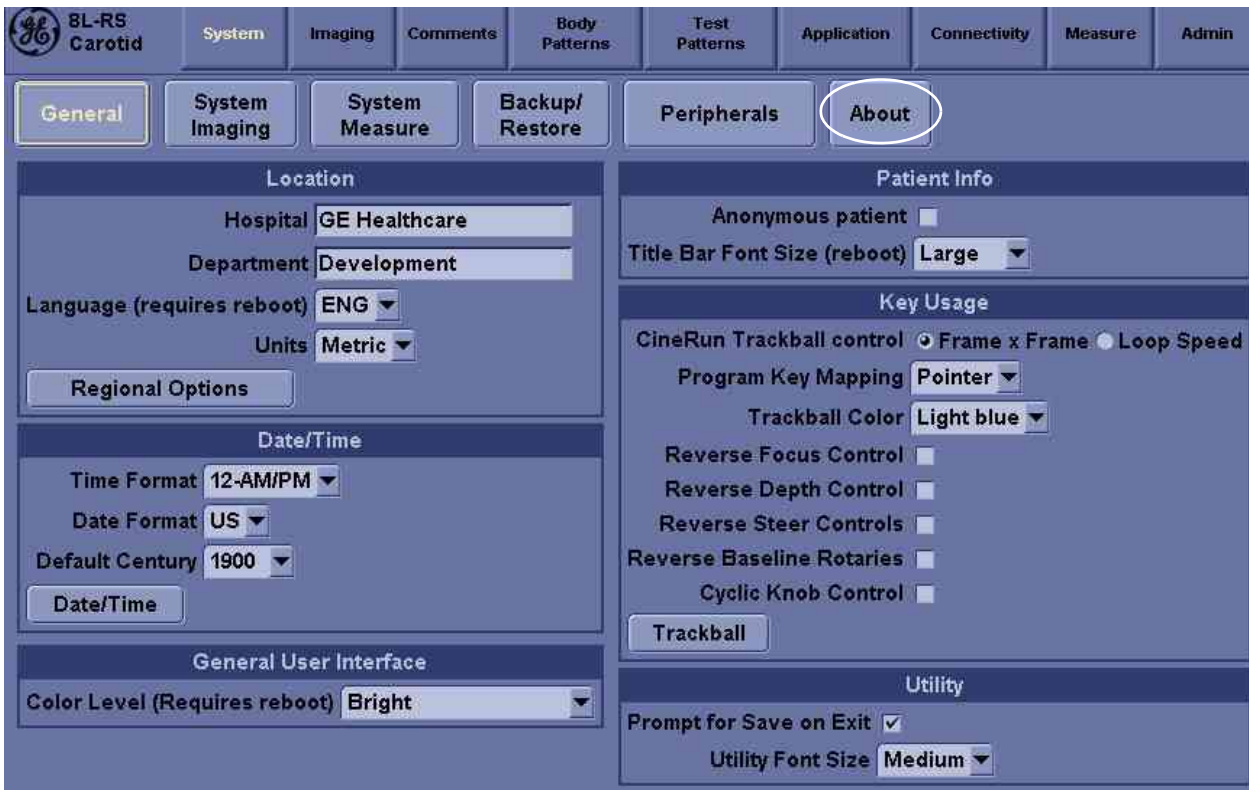 8L-RS
Carotid
System
Imaging
Comments
Body
Patterns
Test
Patterns
Application
Connectivity
Measure
Admin
General
System
Imaging
System
Measure
Backup/
Restore
Peripherals
About
Location
Hospital GE Healthcare
Department Development
Language (requires reboot) ENG
Units Metric
Regional Options
Date/Time
Time Format 12-AM/PM
Date Format US
Default Century 1900
Date/Time
General User Interface
Color Level (Requires reboot) Bright
Patient Info
Anonymous patient
Title Bar Font Size (reboot) Large
Key Usage
CineRun Trackball control Frame x Frame Loop Speed
Program Key Mapping Pointer
Trackball Color Light blue
Reverse Focus Control
Reverse Depth Control
Reverse Steer Controls
Reverse Baseline Rotaries
Cyclic Knob Control
Trackball
Utility
Prompt for Save on Exit
Utility Font Size Medium